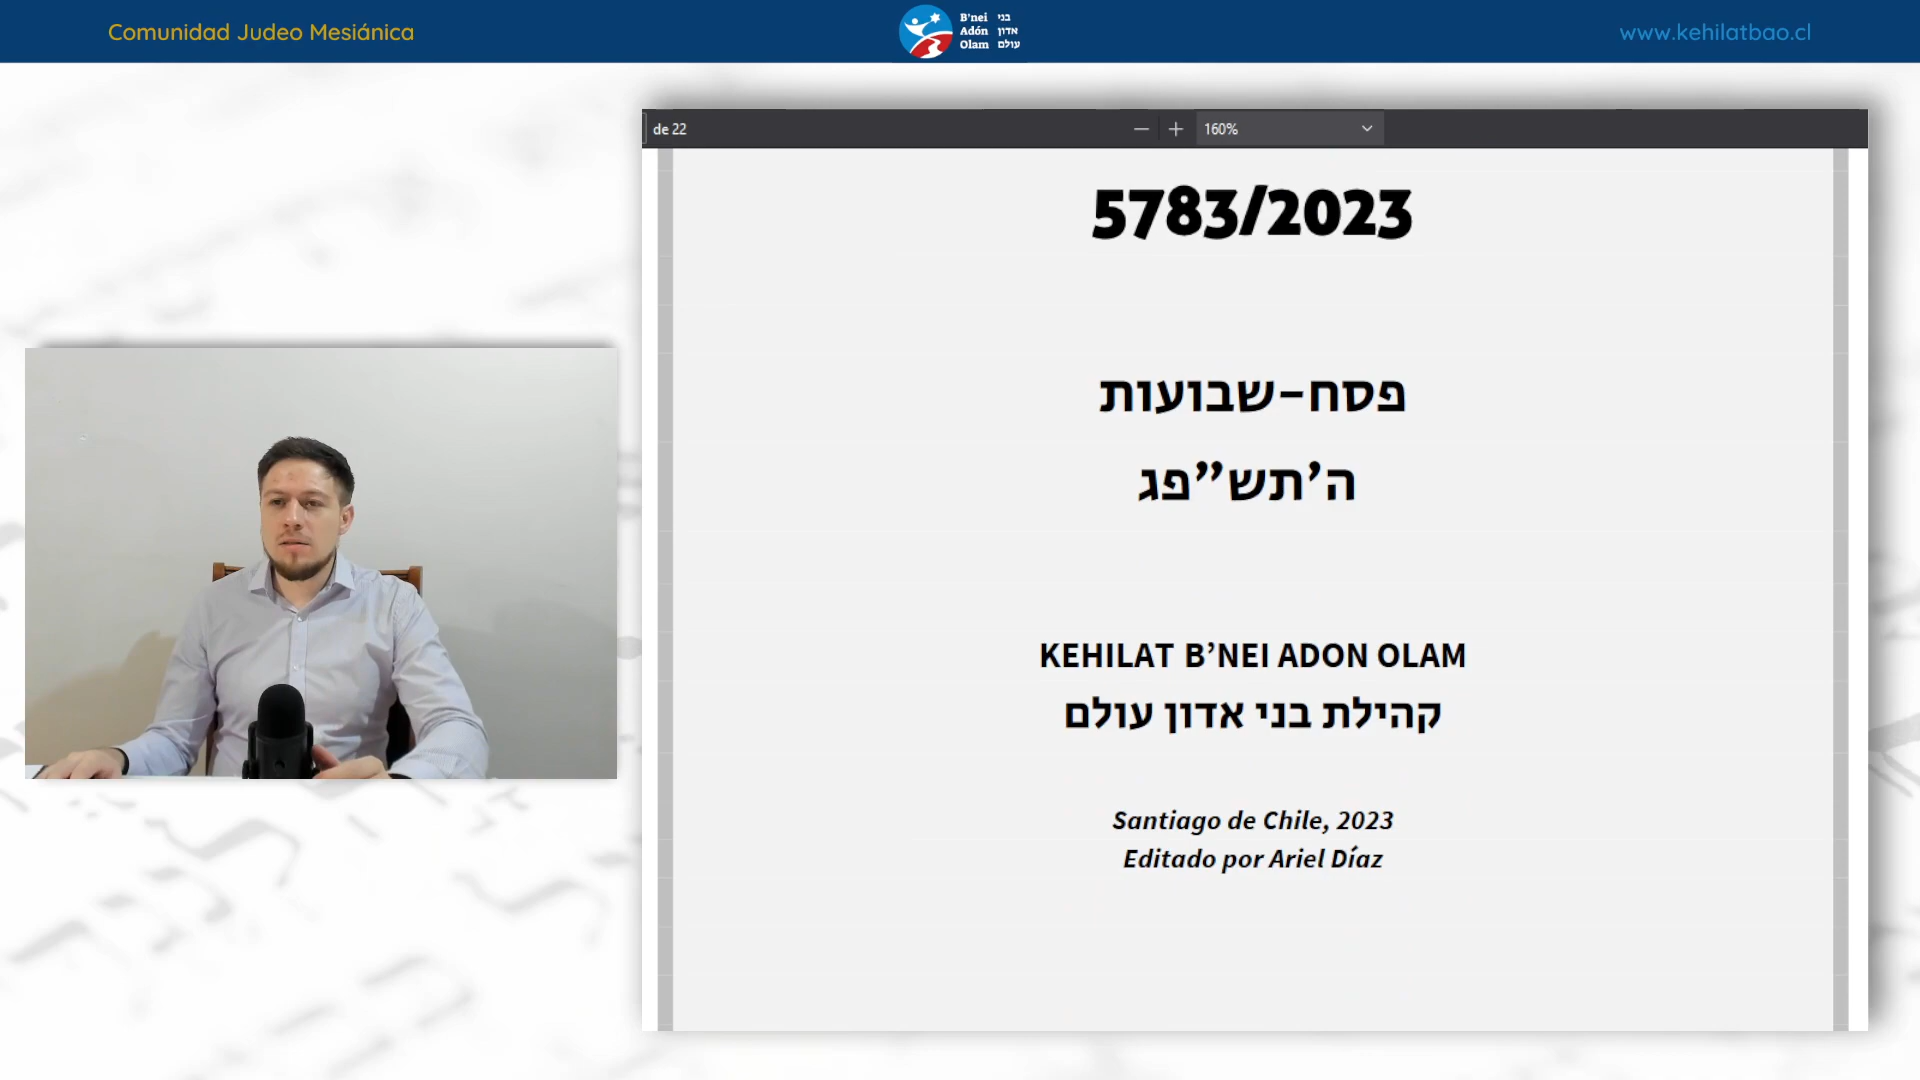 Comunidad Judeo Mesiánica
B'nei בני
Adón אדון
Olam עולם
www.kehilatbao.cl
de 22
160%
5783/2023
פסח-שבועות
ה'תש"פג
KEHILAT B'NEI ADON OLAM
קהילת בני אדון עולם
Santiago de Chile, 2023
Editado por Ariel Díaz